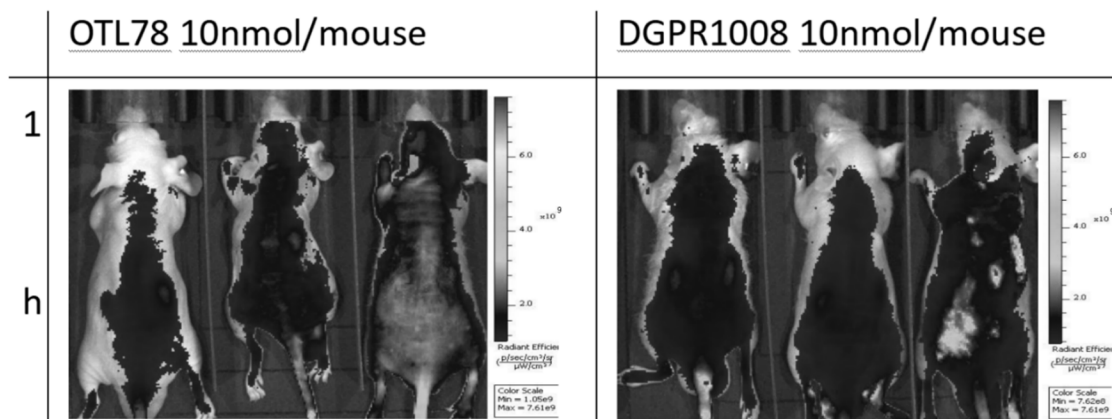 OTL78 10nmol/mouse
DGPR1008 10nmol/mouse
1
h
6.0
×10⁹
4.0
2.0
Radiant Efficie
(p/sec/cm²/sr
µW/cm²)
Color Scale
Min = 1.05e9
Max = 7.61e9
6.0
4.0
2.0
Radiant Efficie
(p/sec/cm²/sr
µW/cm²)
Color Scale
Min = 7.62e8
Max = 7.61e9